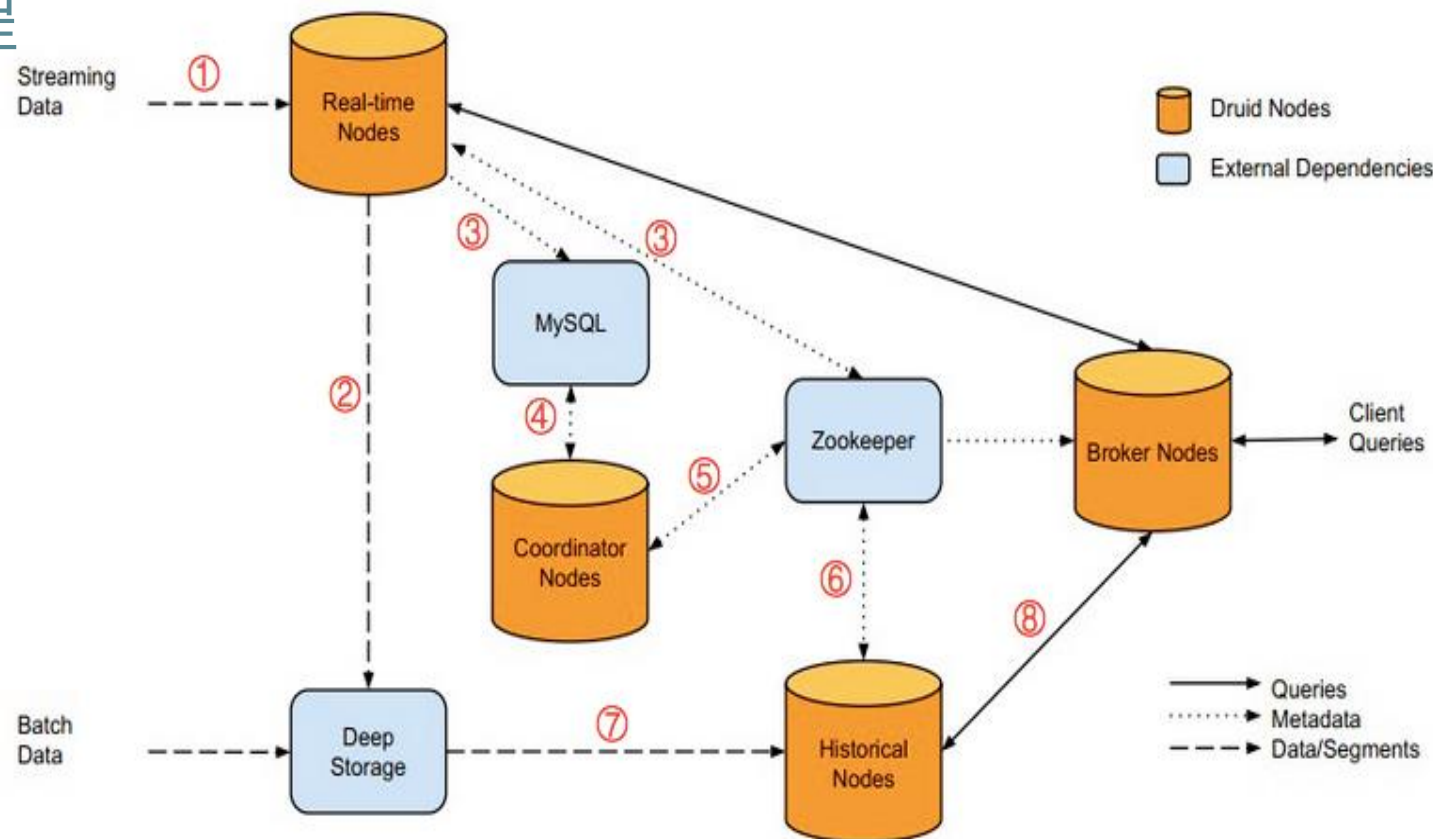 Streaming
Data
①
Real-time
Nodes
Druid Nodes
External Dependencies
③
③
MySQL
②
④
Zookeeper
Broker Nodes
Client
Queries
⑤
Coordinator
Nodes
⑥
⑧
Queries
Metadata
Data/Segments
Batch
Data
Deep
Storage
⑦
Historical
Nodes